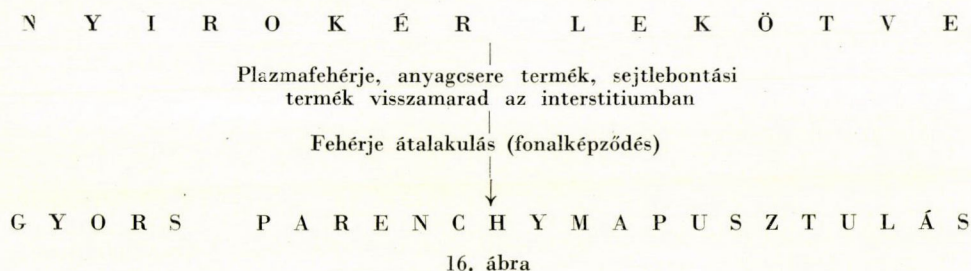 NYIROKÉR LEKÖTVE
Plazmafehérje, anyagcsere termék, sejtlebontási
termék visszamarad az interstitiumban
Fehérje átalakulás (fonalképződés)
GYORS PARENCHYMAPUSZTULÁS
16. ábra